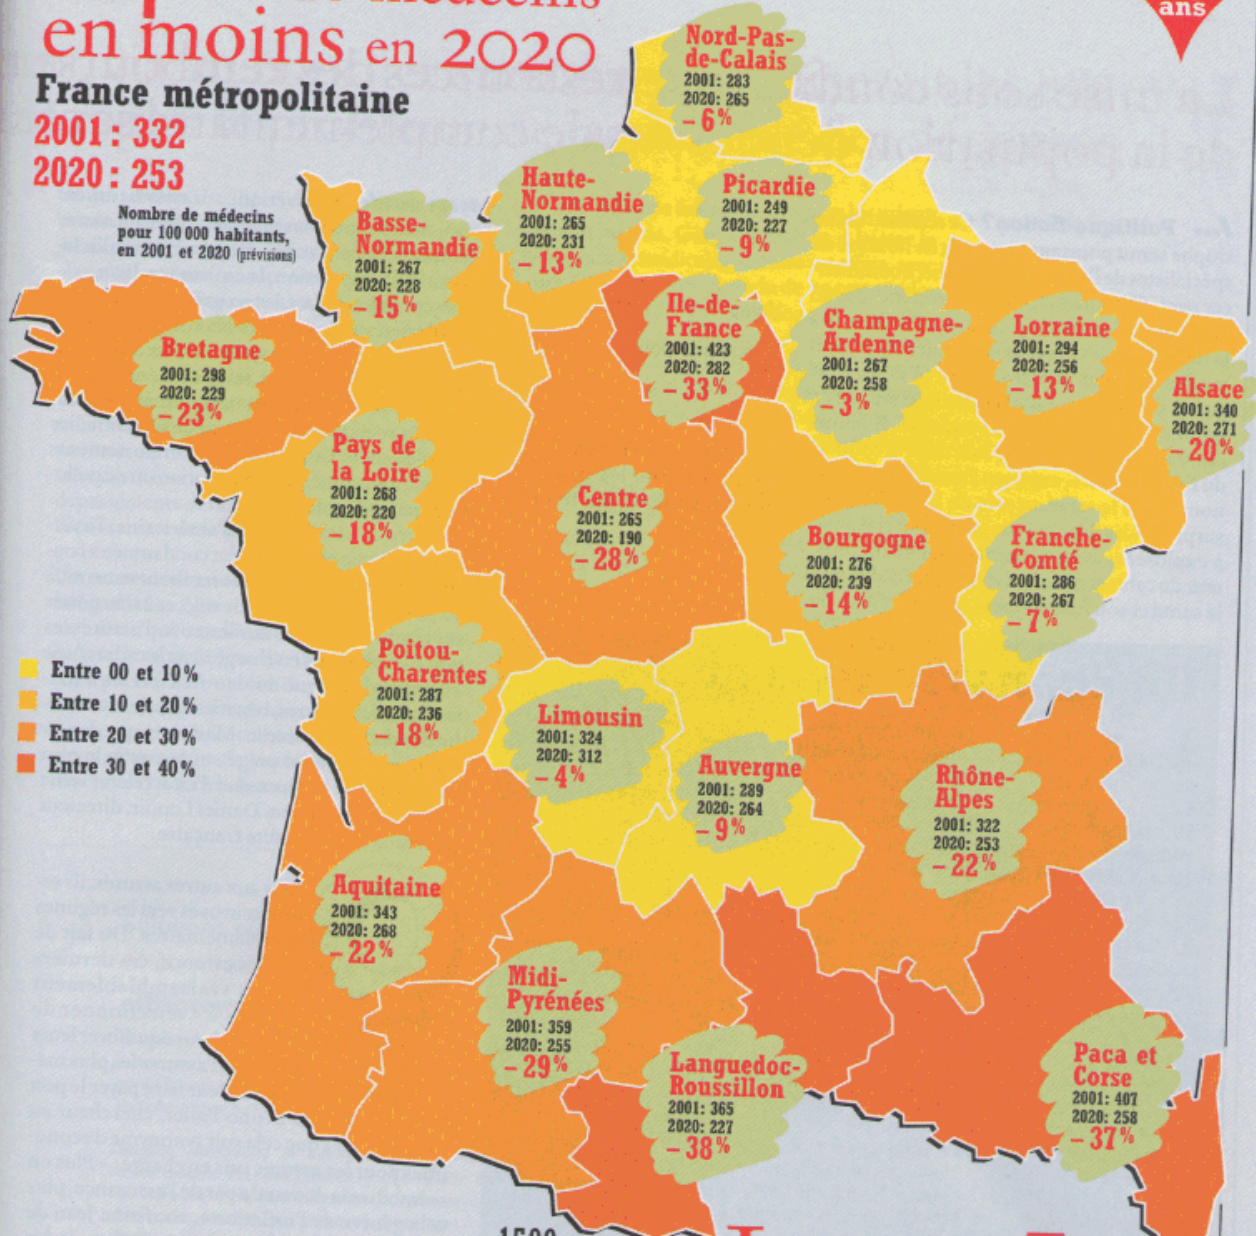 ans
médecins
en moins en 2020
France métropolitaine
2001 : 332
2020 : 253
Nombre de médecins
pour 100 000 habitants,
en 2001 et 2020 (prévisions)
Nord-Pas-
de-Calais
2001: 283
2020: 265
– 6%
Haute-
Normandie
2001: 265
2020: 231
– 13%
Picardie
2001: 249
2020: 227
– 9%
Basse-
Normandie
2001: 267
2020: 228
– 15%
Ile-de-
France
2001: 423
2020: 282
– 33%
Champagne-
Ardenne
2001: 267
2020: 258
– 3%
Lorraine
2001: 294
2020: 256
– 13%
Alsace
2001: 340
2020: 271
– 20%
Bretagne
2001: 298
2020: 229
– 23%
Pays de
la Loire
2001: 268
2020: 220
– 18%
Centre
2001: 265
2020: 190
– 28%
Bourgogne
2001: 276
2020: 239
– 14%
Franche-
Comté
2001: 286
2020: 267
– 7%
Entre 00 et 10%
Entre 10 et 20%
Entre 20 et 30%
Entre 30 et 40%
Poitou-
Charentes
2001: 287
2020: 236
– 18%
Limousin
2001: 324
2020: 312
– 4%
Auvergne
2001: 289
2020: 264
– 9%
Rhône-
Alpes
2001: 322
2020: 253
– 22%
Aquitaine
2001: 343
2020: 268
– 22%
Midi-
Pyrénées
2001: 359
2020: 255
– 29%
Languedoc-
Roussillon
2001: 365
2020: 227
– 38%
Paca et
Corse
2001: 407
2020: 258
– 37%